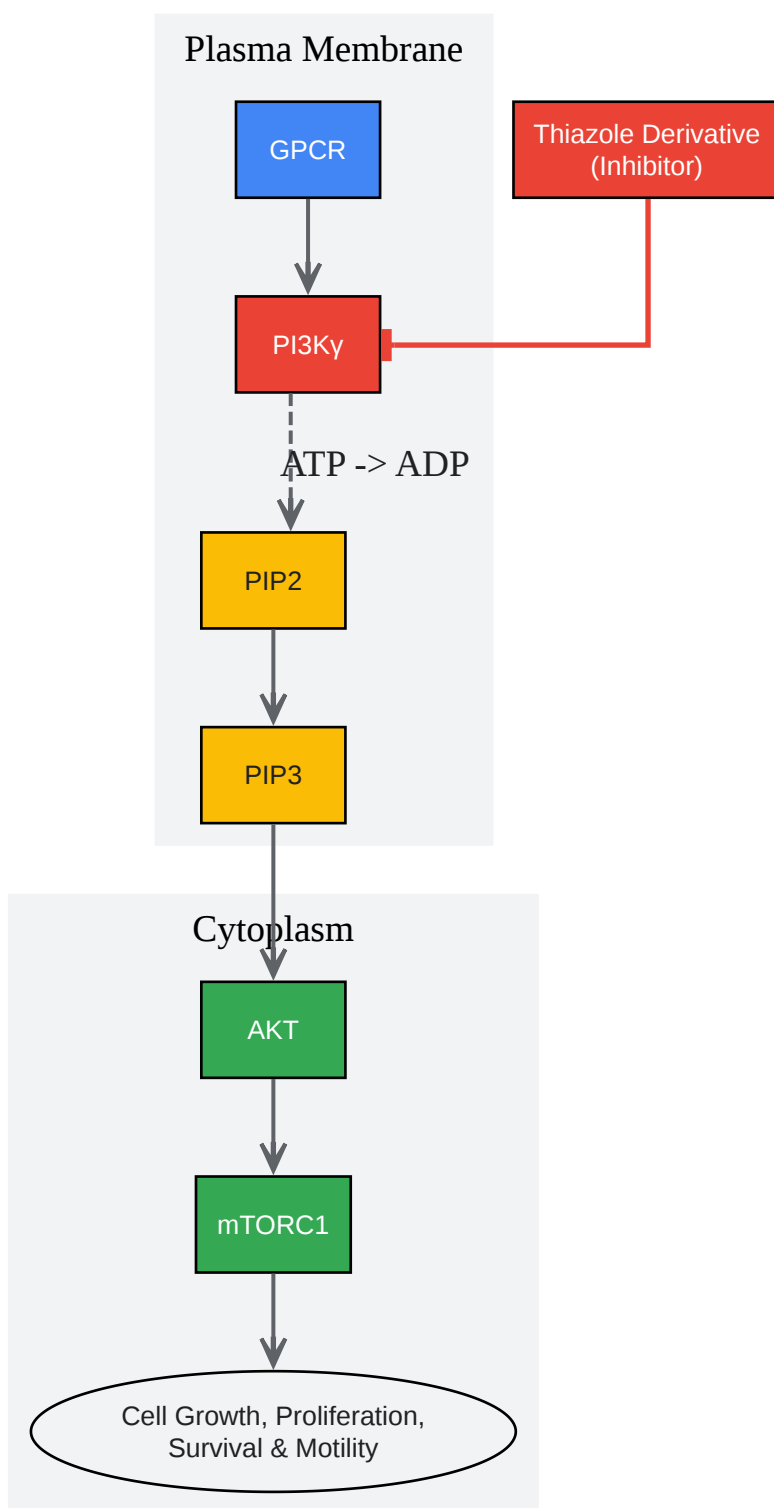 Plasma Membrane
GPCR
Thiazole Derivative
(Inhibitor)
PI3Kγ
ATP -> ADP
PIP2
PIP3
Cytoplasm
AKT
mTORC1
Cell Growth, Proliferation,
Survival & Motility